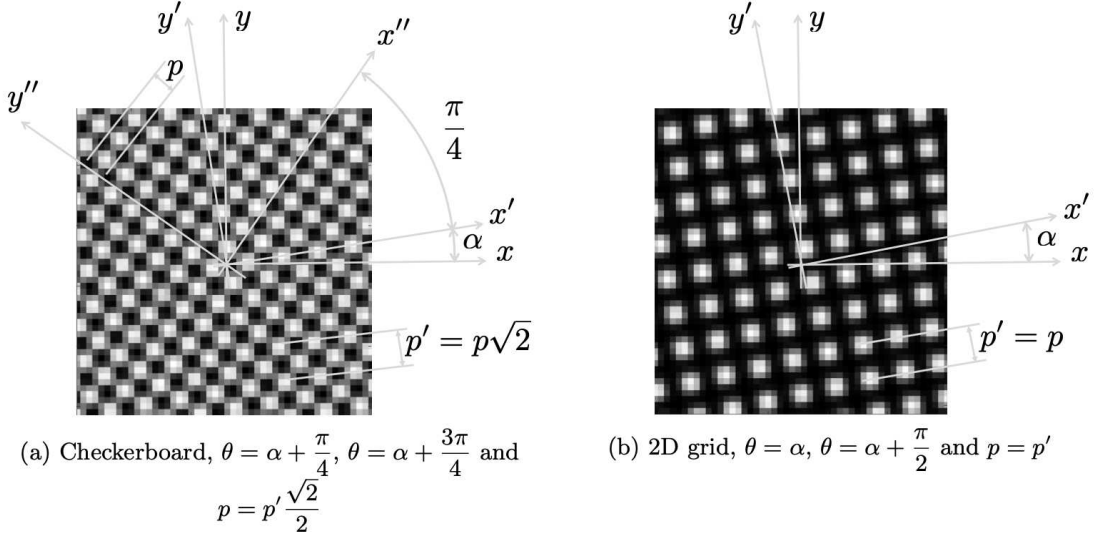 y′
y
x″
p
y″
π/4
x′
α
x
p′ = p√2
(a) Checkerboard, θ = α + π/4, θ = α + 3π/4 and
p = p′ √2/2
y′
y
x′
α
x
p′ = p
(b) 2D grid, θ = α, θ = α + π/2 and p = p′